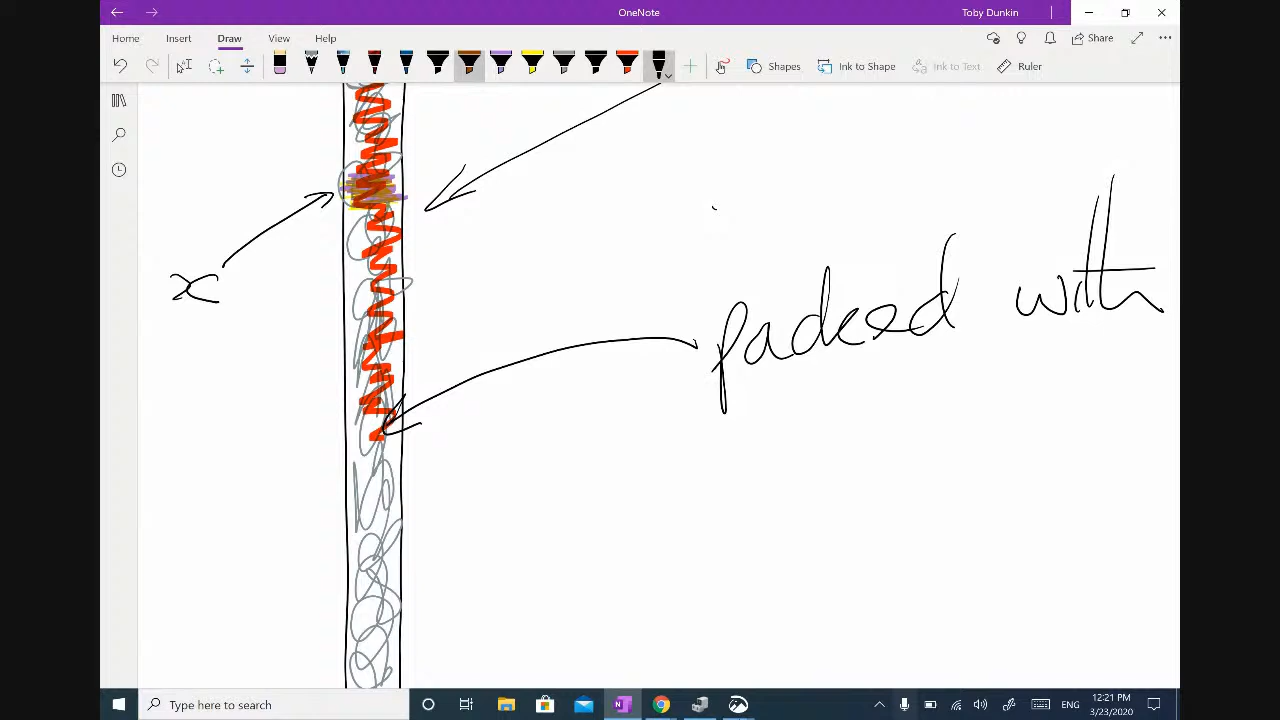 OneNote
Toby Dunkin
Home Insert Draw View Help
Share
Shapes Ink to Shape Ink to Text Ruler
x
packed with
Type here to search
ENG
12:21 PM
3/23/2020